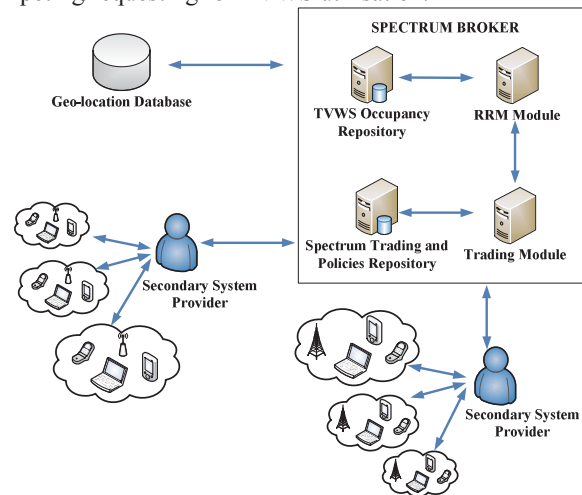 SPECTRUM BROKER
Geo-location Database
TVWS Occupancy
Repository
RRM Module
Spectrum Trading and
Policies Repository
Trading Module
Secondary System
Provider
Secondary System
Provider